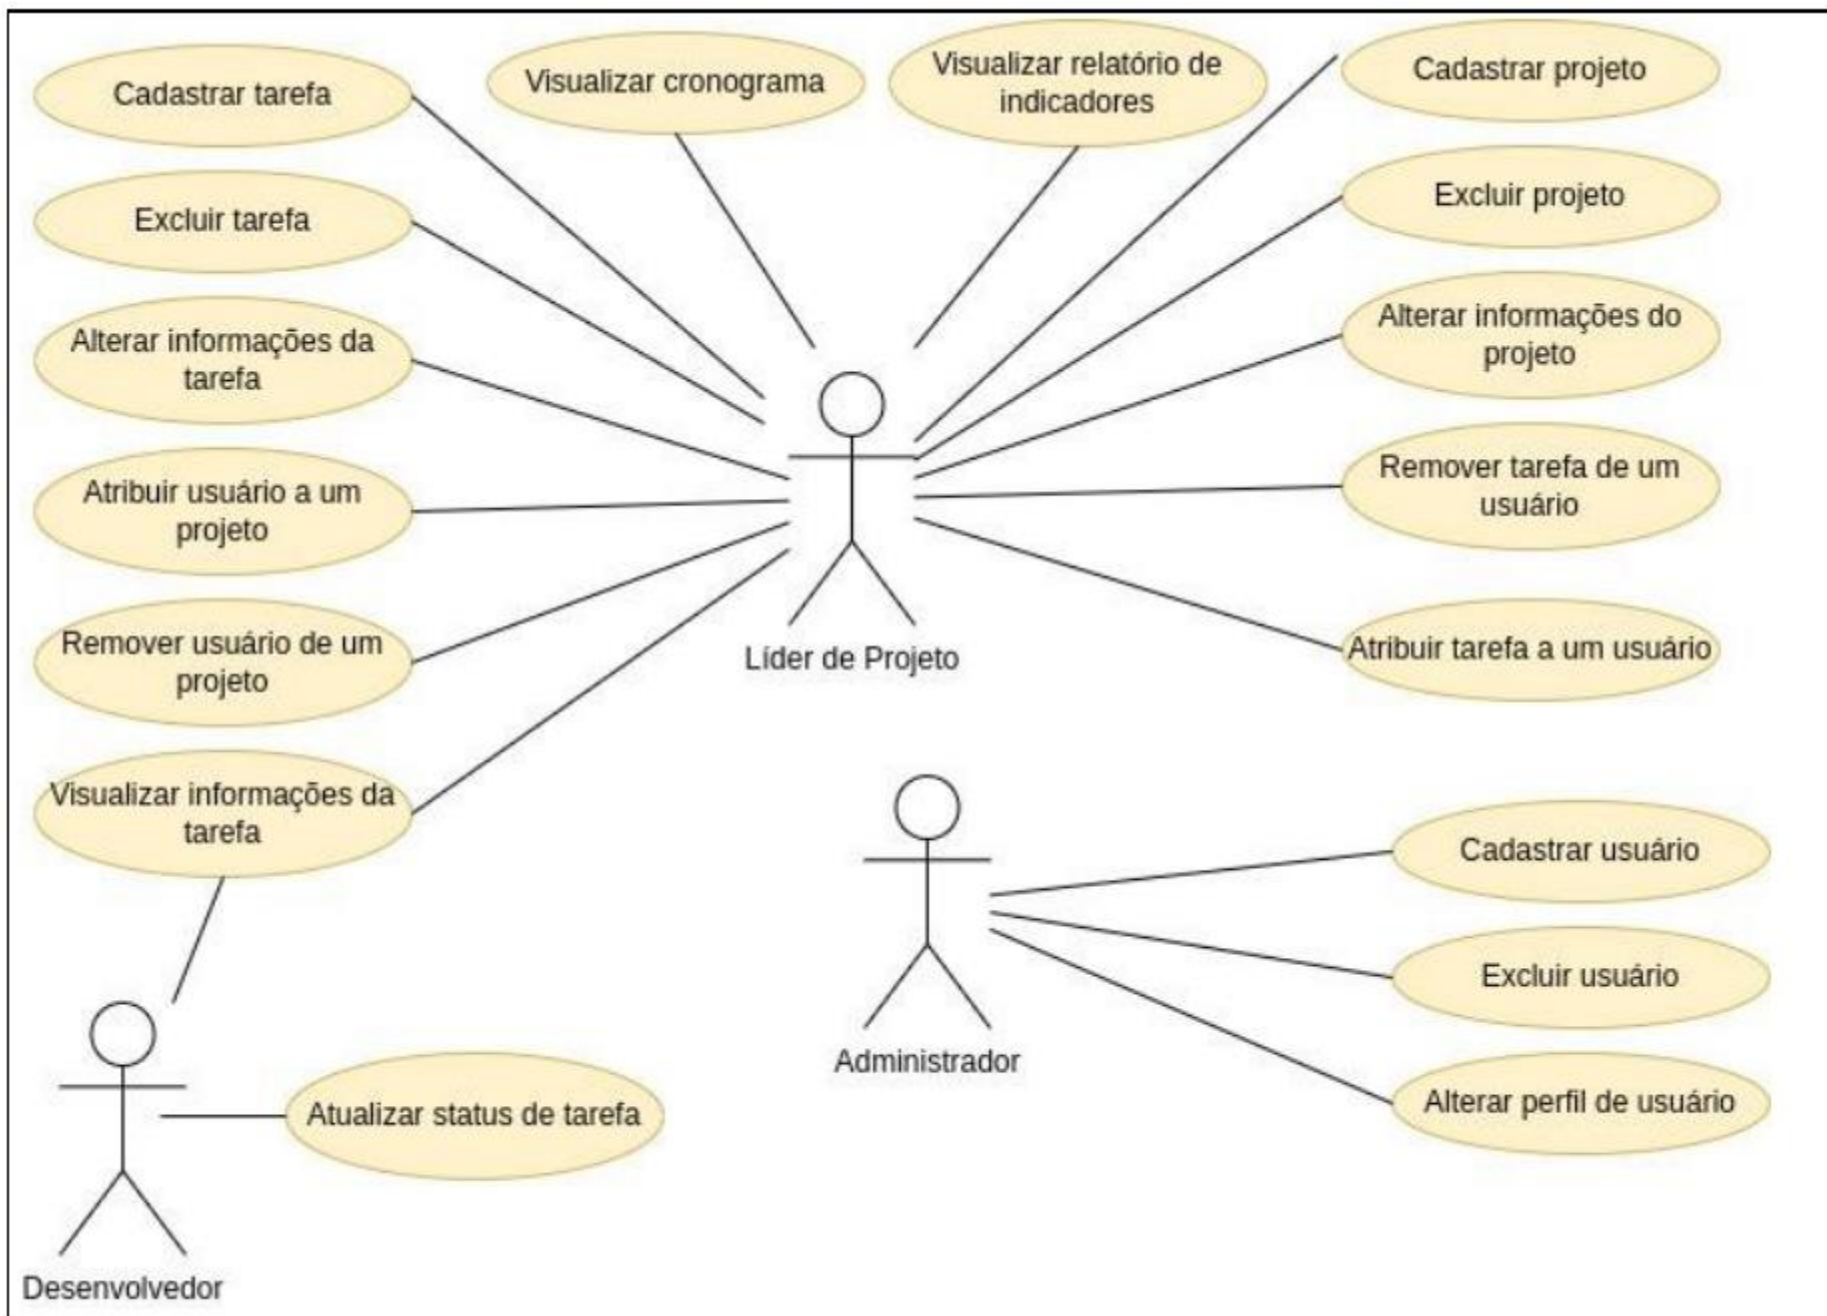 Cadastrar tarefa
Visualizar cronograma
Visualizar relatório de
indicadores
Cadastrar projeto
Excluir tarefa
Excluir projeto
Alterar informações da
tarefa
Alterar informações do
projeto
Atribuir usuário a um
projeto
Remover tarefa de um
usuário
Remover usuário de um
projeto
Líder de Projeto
Atribuir tarefa a um usuário
Visualizar informações da
tarefa
Cadastrar usuário
Excluir usuário
Administrador
Alterar perfil de usuário
Atualizar status de tarefa
Desenvolvedor